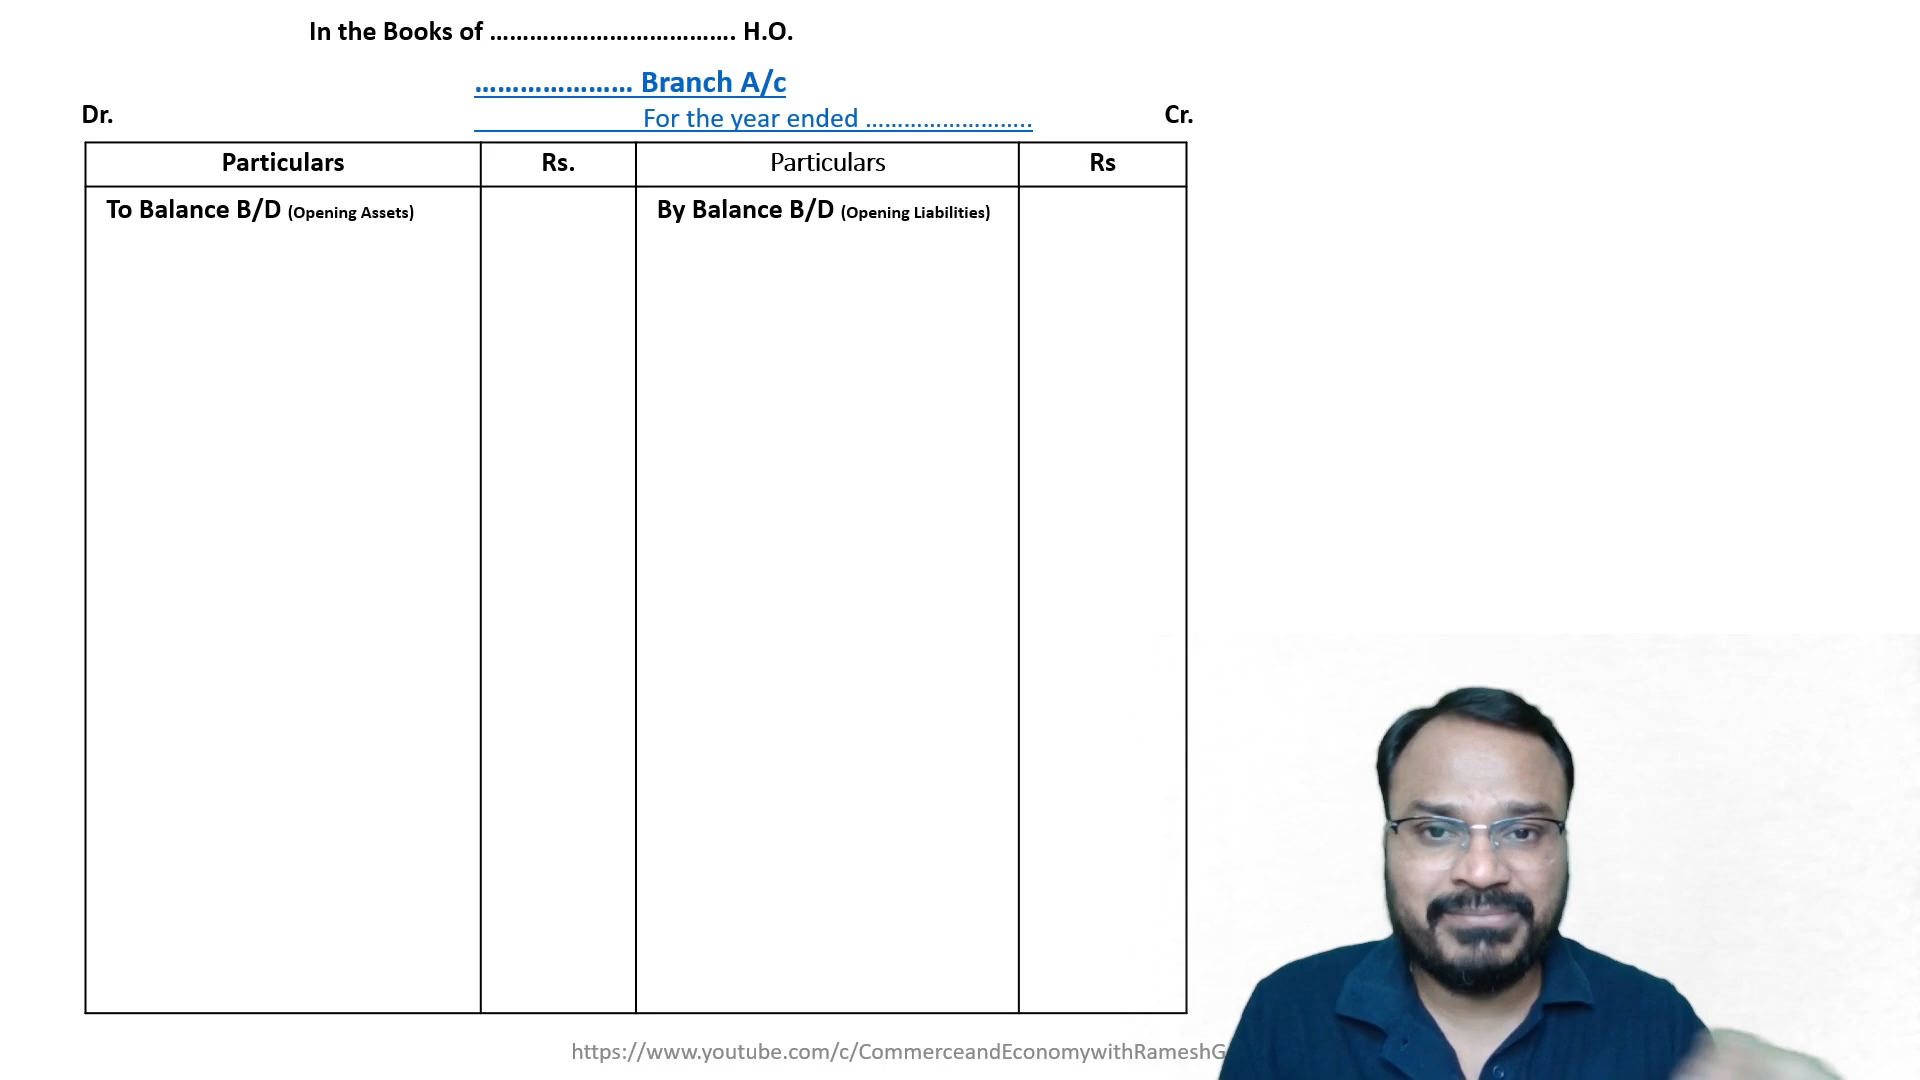 In the Books of ………………………………. H.O.
………………… Branch A/c
Dr.
For the year ended ……………………..
Cr.
Particulars Rs. Particulars Rs
To Balance B/D (Opening Assets) By Balance B/D (Opening Liabilities)
https://www.youtube.com/c/CommerceandEconomywithRameshG